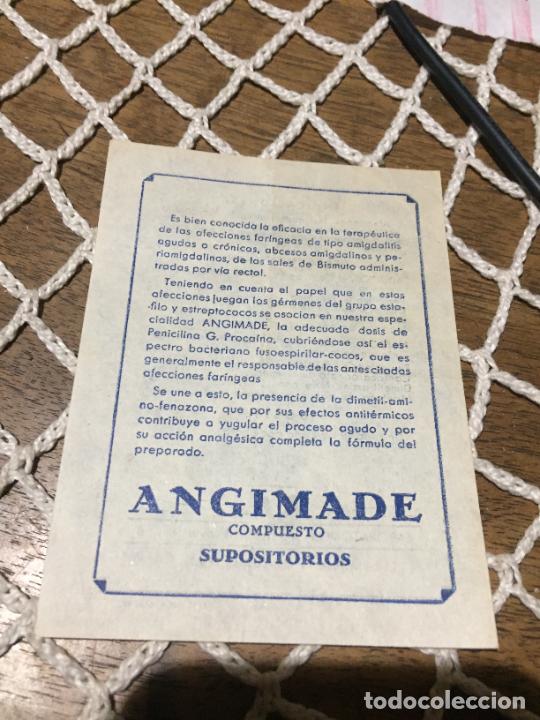 Es bien conocida la eficacia en la terapéutica
de las afecciones faríngeas de tipo amigdalitis
agudas o crónicas, abcesos amigdalinos y pe-
riamigdalinos, de las sales de Bismuto adminis-
tradas por vía rectal.
Teniendo en cuenta el papel que en estas
afecciones juegan los gérmenes del grupo esta-
filo y estreptococos se asocian en nuestra espe-
cialidad ANGIMADE, la adecuada dosis de
Penicilina G. Procaína, cubriéndose así el es-
pectro bacteriano fusoespirilar-cocos, que es
generalmente el responsable de las antes citadas
afecciones faríngeas
Se une a esto, la presencia de la dimetil-ami-
no-fenazona, que por sus efectos antitérmicos
contribuye a yugular el proceso agudo y por
su acción analgésica completa la fórmula del
preparado.
ANGIMADE
COMPUESTO
SUPOSITORIOS
todocoleccion
todocoleccion.net